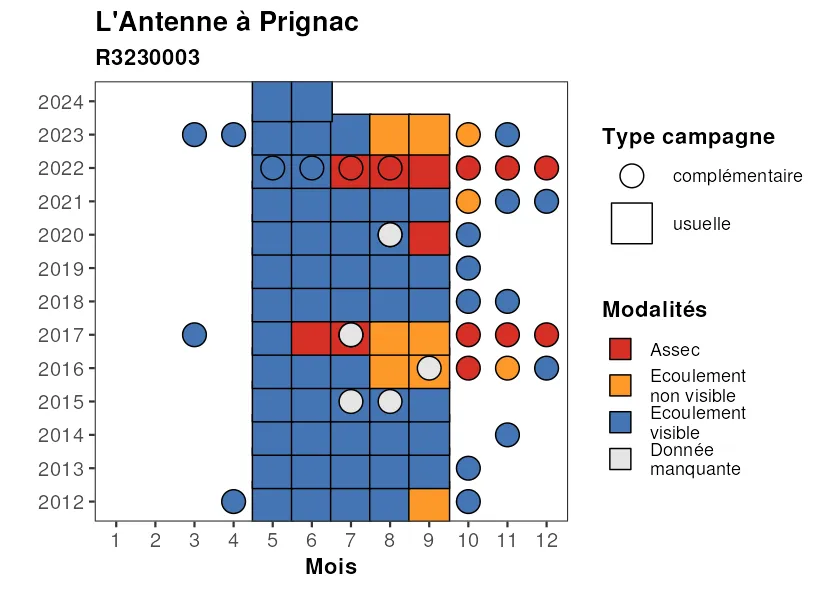 L'Antenne à Prignac
R3230003
2024
2023
2022
2021
2020
2019
2018
2017
2016
2015
2014
2013
2012
1 2 3 4 5 6 7 8 9 10 11 12
Mois
Type campagne
complémentaire
usuelle
Modalités
Assec
Ecoulement
non visible
Ecoulement
visible
Donnée
manquante